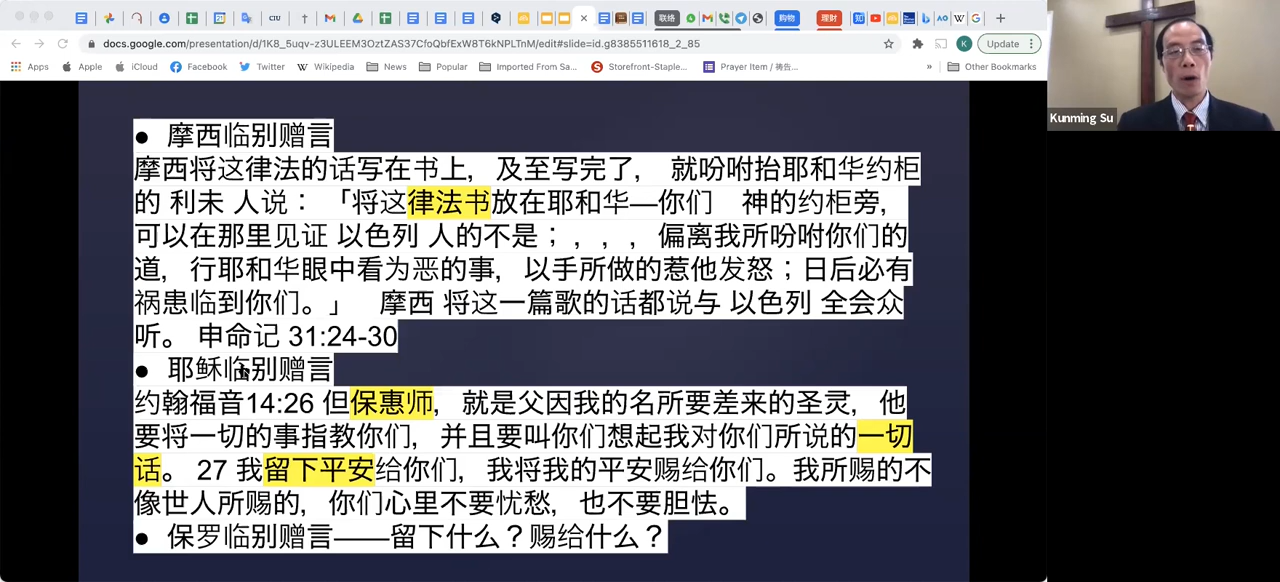 联络
购物
理财
docs.google.com/presentation/d/1K8_5uqv-z3ULEEM3OztZAS37CfoQbfExW8T6kNPLTnM/edit#slide=id.g8385511618_2_85
Update
Apps Apple iCloud Facebook Twitter Wikipedia News Popular Imported From Sa... Storefront-Staple... Prayer Item / 祷告... » Other Bookmarks
Kunming Su
● 摩西临别赠言
摩西将这律法的话写在书上，及至写完了， 就吩咐抬耶和华约柜
的 利未 人说：「将这律法书放在耶和华—你们 神的约柜旁，
可以在那里见证 以色列 人的不是；，，，偏离我所吩咐你们的
道，行耶和华眼中看为恶的事，以手所做的惹他发怒；日后必有
祸患临到你们。」 摩西 将这一篇歌的话都说与 以色列 全会众
听。 申命记 31:24-30
● 耶稣临别赠言
约翰福音14:26 但保惠师，就是父因我的名所要差来的圣灵，他
要将一切的事指教你们，并且要叫你们想起我对你们所说的一切
话。 27 我留下平安给你们，我将我的平安赐给你们。我所赐的不
像世人所赐的，你们心里不要忧愁，也不要胆怯。
● 保罗临别赠言——留下什么？赐给什么？